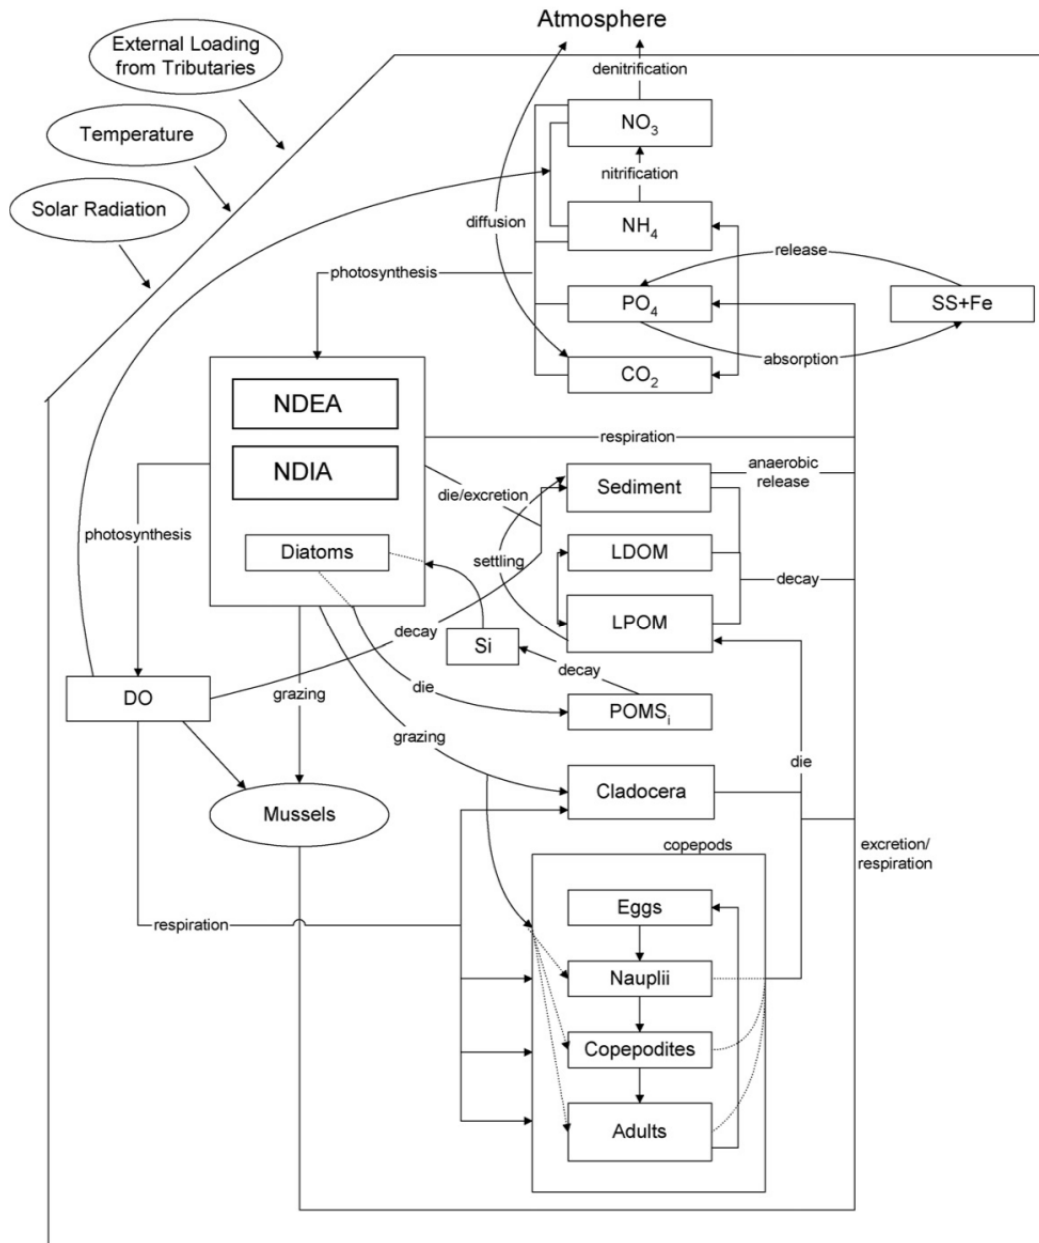 Atmosphere
External Loading
from Tributaries
denitrification
NO3
Temperature
nitrification
Solar Radiation
NH4
diffusion
release
photosynthesis
PO4
SS+Fe
absorption
CO2
NDEA
respiration
NDIA
anaerobic
release
Sediment
die/excretion
photosynthesis
Diatoms
settling
LDOM
decay
LPOM
decay
Si
decay
DO
grazing
die
POMSi
grazing
die
Cladocera
Mussels
copepods
excretion/
respiration
Eggs
respiration
Nauplii
Copepodites
Adults